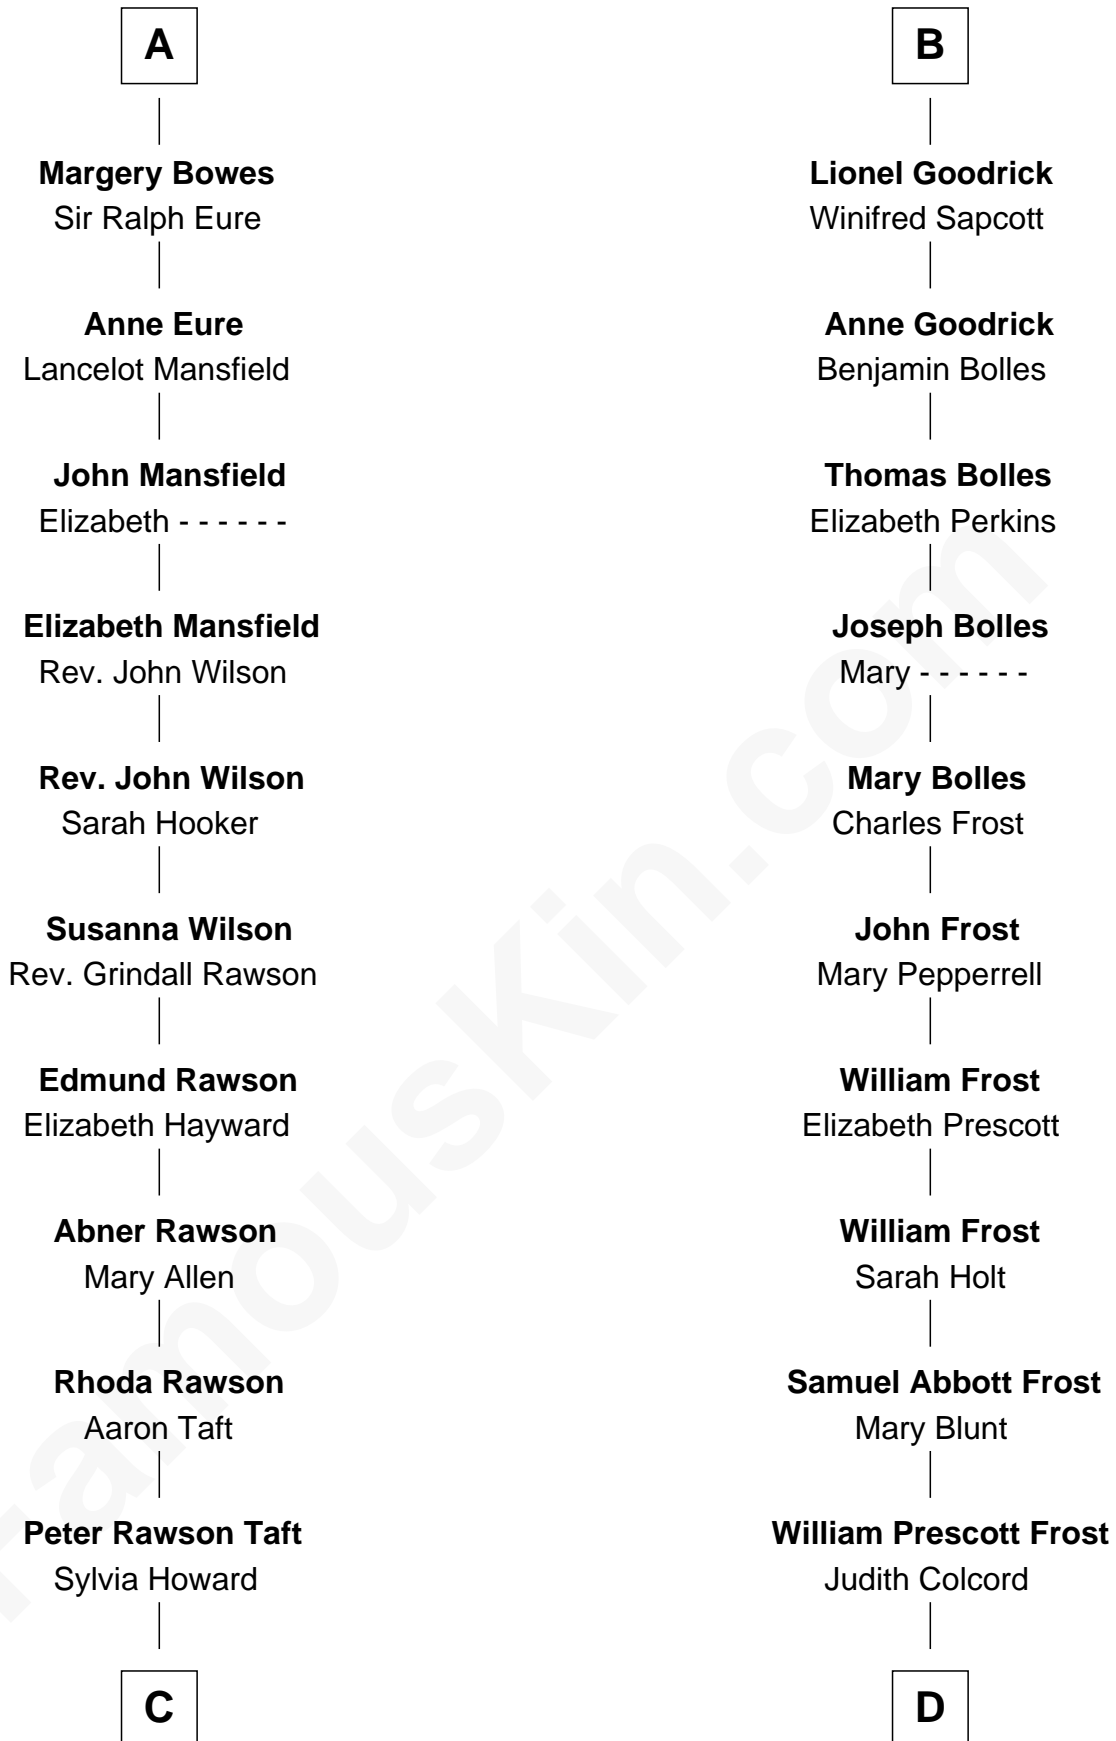 A
Margery Bowes
Sir Ralph Eure
Anne Eure
Lancelot Mansfield
John Mansfield
Elizabeth - - - - - -
Elizabeth Mansfield
Rev. John Wilson
Rev. John Wilson
Sarah Hooker
Susanna Wilson
Rev. Grindall Rawson
Edmund Rawson
Elizabeth Hayward
Abner Rawson
Mary Allen
Rhoda Rawson
Aaron Taft
Peter Rawson Taft
Sylvia Howard
C
B
Lionel Goodrick
Winifred Sapcott
Anne Goodrick
Benjamin Bolles
Thomas Bolles
Elizabeth Perkins
Joseph Bolles
Mary - - - - - -
Mary Bolles
Charles Frost
John Frost
Mary Pepperrell
William Frost
Elizabeth Prescott
William Frost
Sarah Holt
Samuel Abbott Frost
Mary Blunt
William Prescott Frost
Judith Colcord
D
FamousKin.com